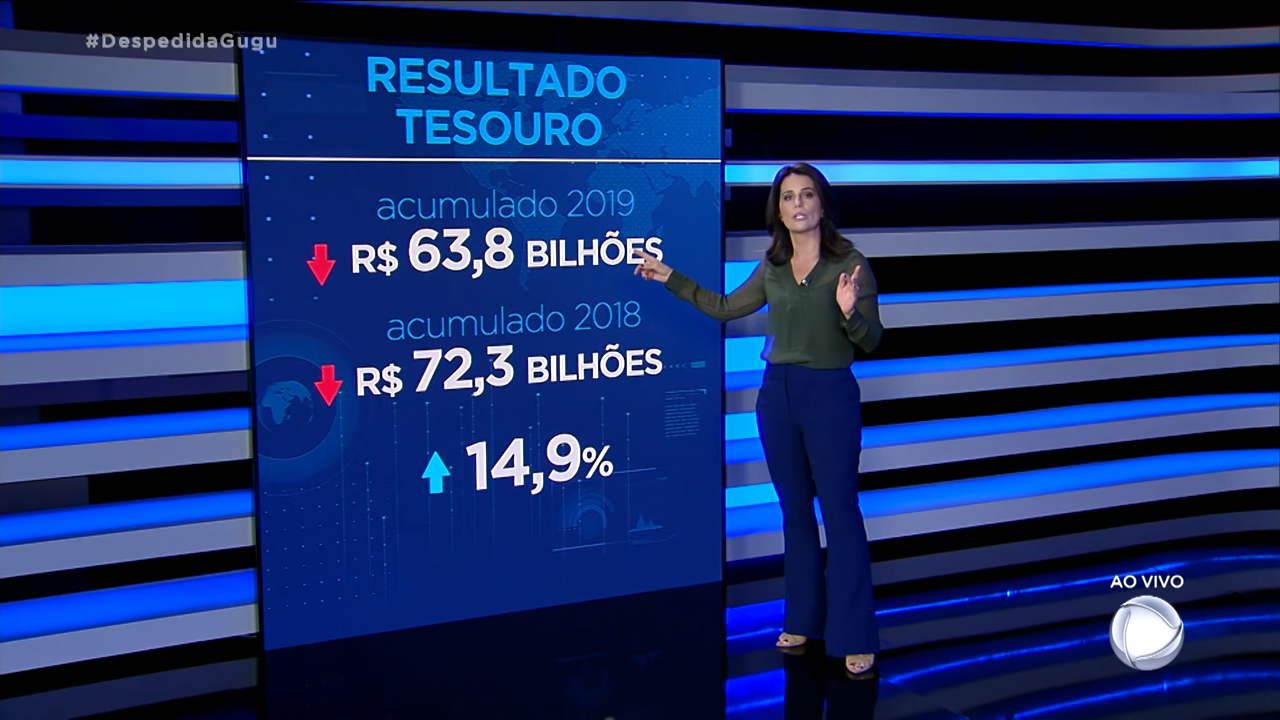 #DespedidaGugu
RESULTADO
TESOURO
acumulado 2019
R$ 63,8 BILHÕES
acumulado 2018
R$ 72,3 BILHÕES
14,9%
AO VIVO